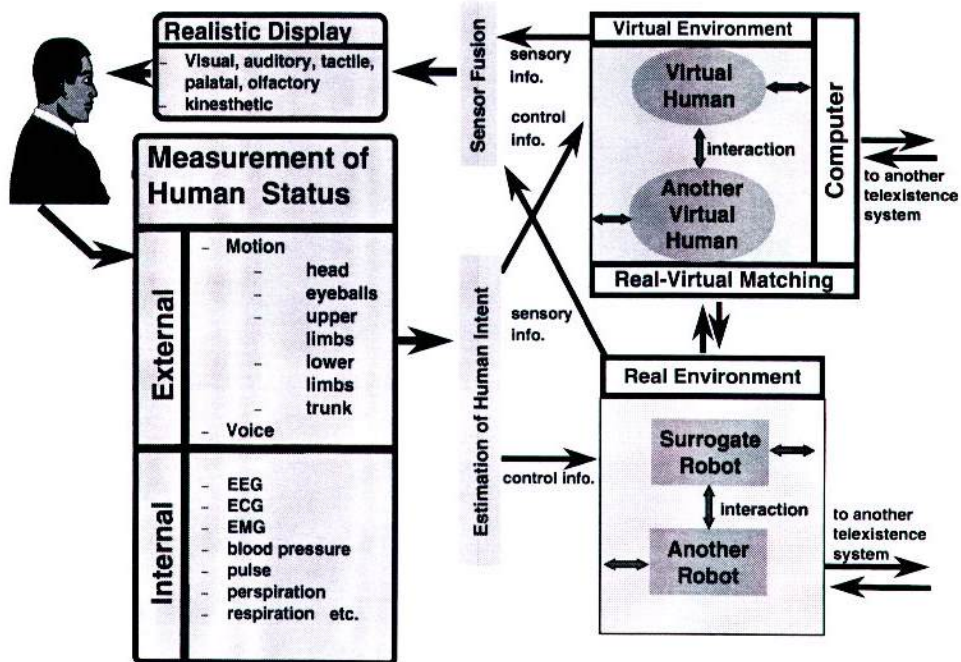 Realistic Display
- Visual, auditory, tactile,
palatal, olfactory
- kinesthetic
Measurement of
Human Status
External
- Motion
- head
- eyeballs
- upper
limbs
- lower
limbs
- trunk
- Voice
Internal
- EEG
- ECG
- EMG
- blood pressure
- pulse
- perspiration
- respiration etc.
Sensor Fusion
Estimation of Human Intent
sensory
info.
control
info.
sensory
info.
control info.
Virtual Environment
Virtual
Human
interaction
Another
Virtual
Human
Computer
Real-Virtual Matching
to another
telexistence
system
Real Environment
Surrogate
Robot
interaction
Another
Robot
to another
telexistence
system